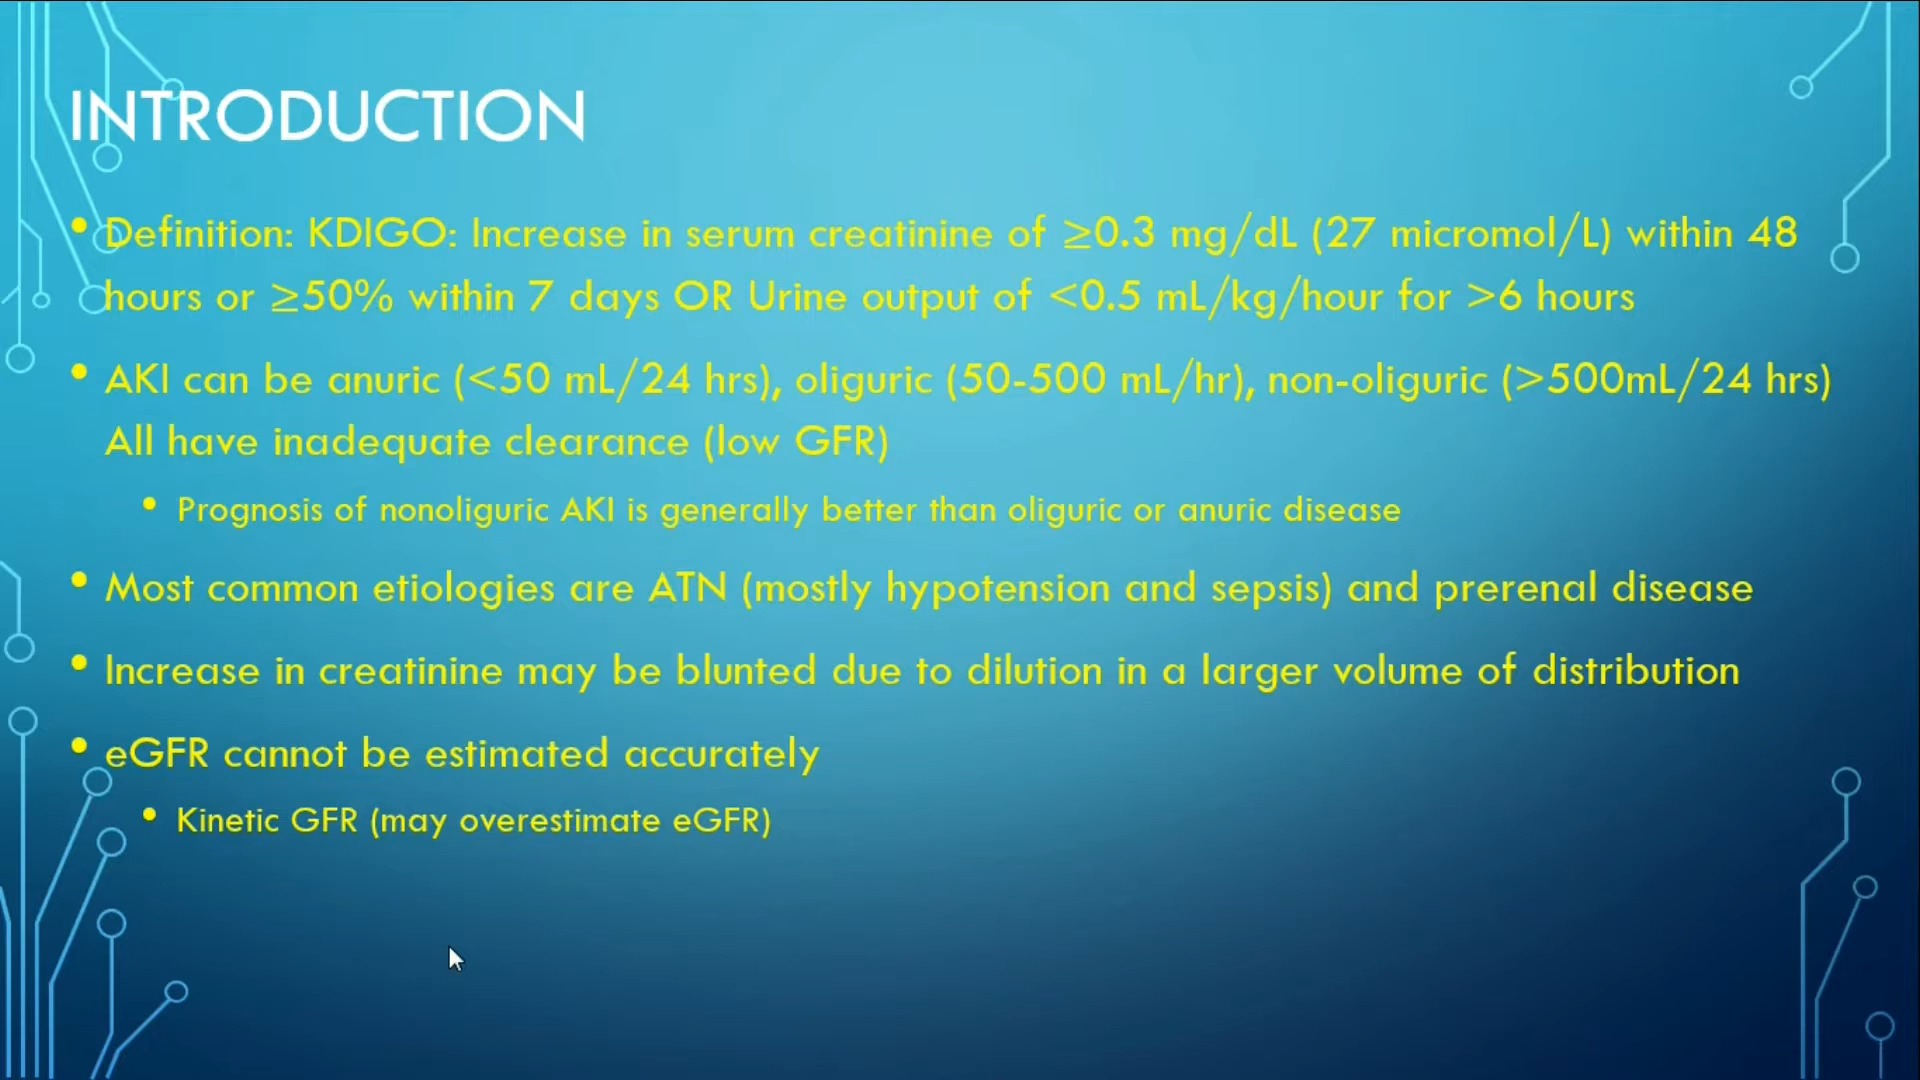 INTRODUCTION
• Definition: KDIGO: Increase in serum creatinine of ≥0.3 mg/dL (27 micromol/L) within 48
hours or ≥50% within 7 days OR Urine output of <0.5 mL/kg/hour for >6 hours
• AKI can be anuric (<50 mL/24 hrs), oliguric (50-500 mL/hr), non-oliguric (>500mL/24 hrs)
All have inadequate clearance (low GFR)
• Prognosis of nonoliguric AKI is generally better than oliguric or anuric disease
• Most common etiologies are ATN (mostly hypotension and sepsis) and prerenal disease
• Increase in creatinine may be blunted due to dilution in a larger volume of distribution
• eGFR cannot be estimated accurately
• Kinetic GFR (may overestimate eGFR)